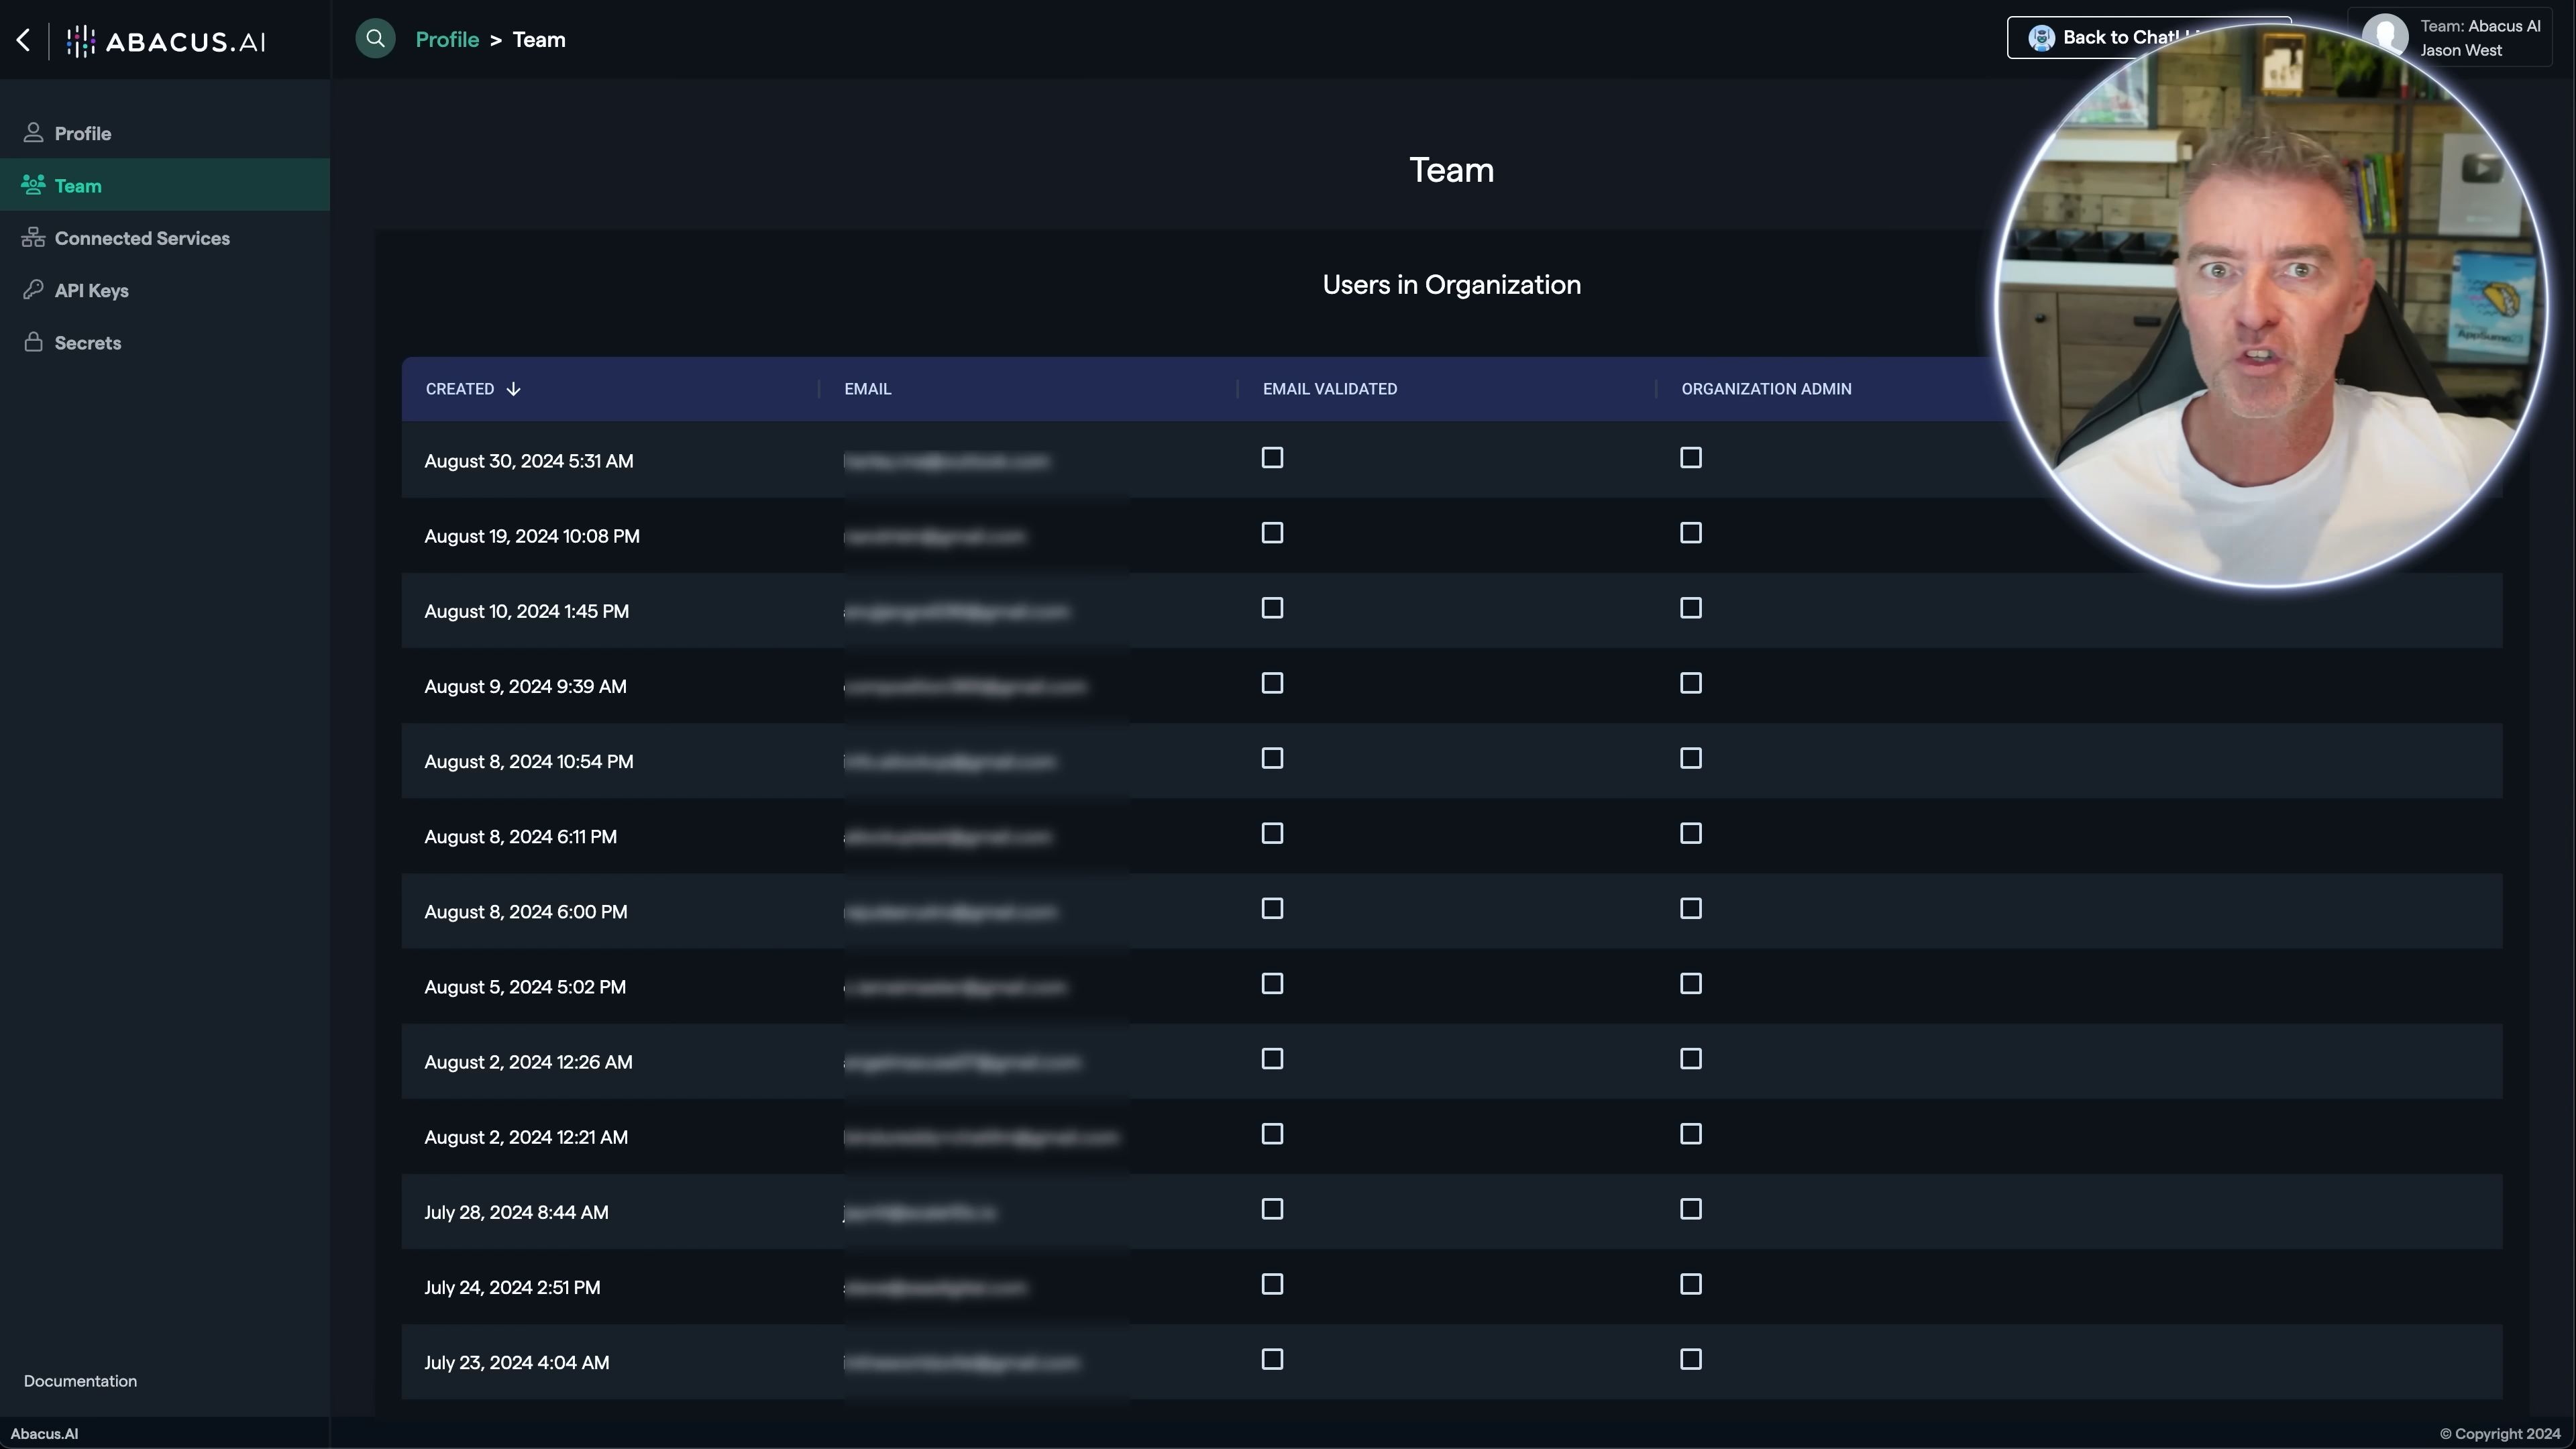 ABACUS.AI
Profile > Team
Back to Chat
Team: Abacus AI
Jason West
Profile
Team
Connected Services
API Keys
Secrets
Team
Users in Organization
CREATED EMAIL EMAIL VALIDATED ORGANIZATION ADMIN
August 30, 2024 5:31 AM
August 19, 2024 10:08 PM
August 10, 2024 1:45 PM
August 9, 2024 9:39 AM
August 8, 2024 10:54 PM
August 8, 2024 6:11 PM
August 8, 2024 6:00 PM
August 5, 2024 5:02 PM
August 2, 2024 12:26 AM
August 2, 2024 12:21 AM
July 28, 2024 8:44 AM
July 24, 2024 2:51 PM
July 23, 2024 4:04 AM
Documentation
Abacus.AI
© Copyright 2024